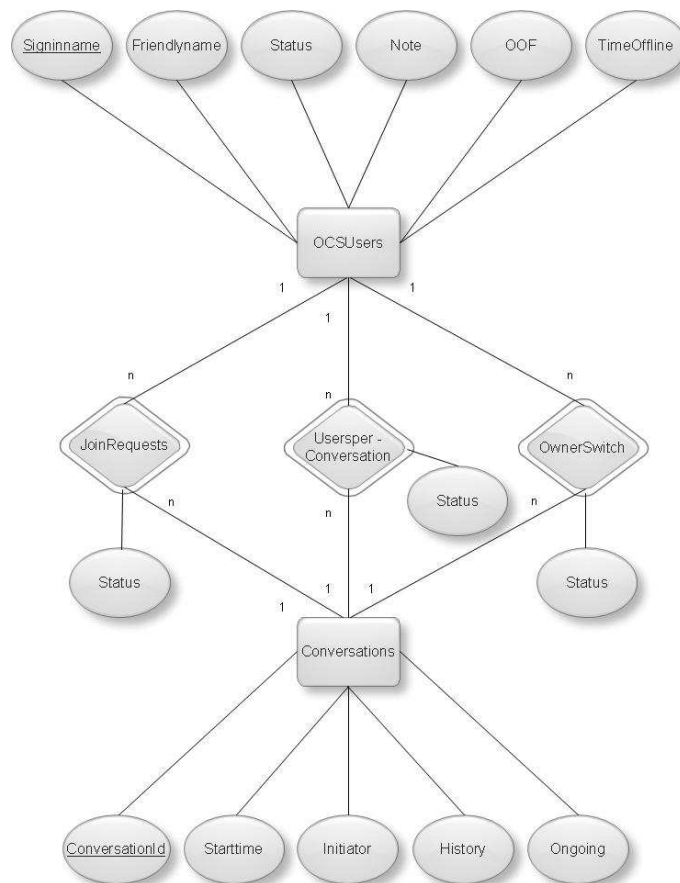 Signinname
Friendlyname
Status
Note
OOF
TimeOffline
OCSUsers
1
1
1
n
n
n
JoinRequests
Usersper -
Conversation
OwnerSwitch
n
n
n
Status
Status
Status
1
1
1
Conversations
ConversationId
Starttime
Initiator
History
Ongoing